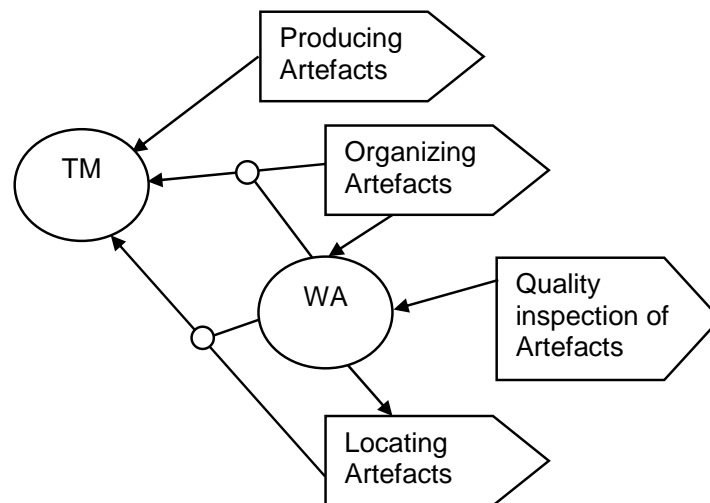 Producing
Artefacts
TM
Organizing
Artefacts
WA
Quality
inspection of
Artefacts
Locating
Artefacts